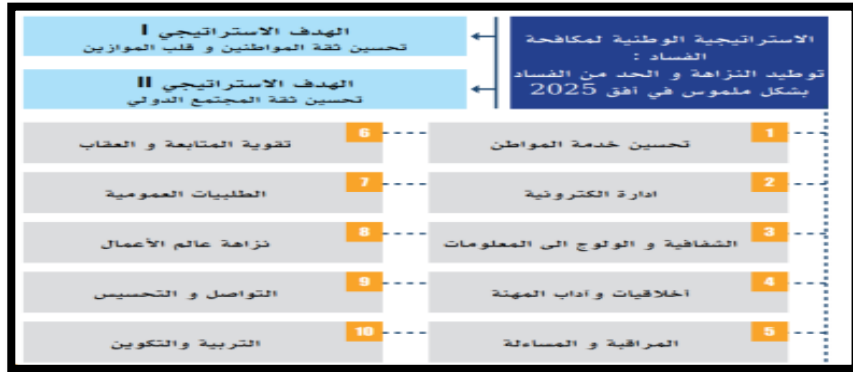 الاستراتيجية الوطنية لمكافحة
الفساد :
توطيد النزاهة و الحد من الفساد
بشكل ملموس في أفق 2025
الهدف الاستراتيجي I
تحسين ثقة المواطنين و قلب الموازين
الهدف الاستراتيجي II
تحسين ثقة المجتمع الدولي
1
تحسين خدمة المواطن
2
ادارة الكترونية
3
الشفافية و الولوج الى المعلومات
4
أخلاقيات و آداب المهنة
5
المراقبة و المساءلة
6
تقوية المتابعة و العقاب
7
الطلبيات العمومية
8
نزاهة عالم الأعمال
9
التواصل و التحسيس
10
التربية والتكوين